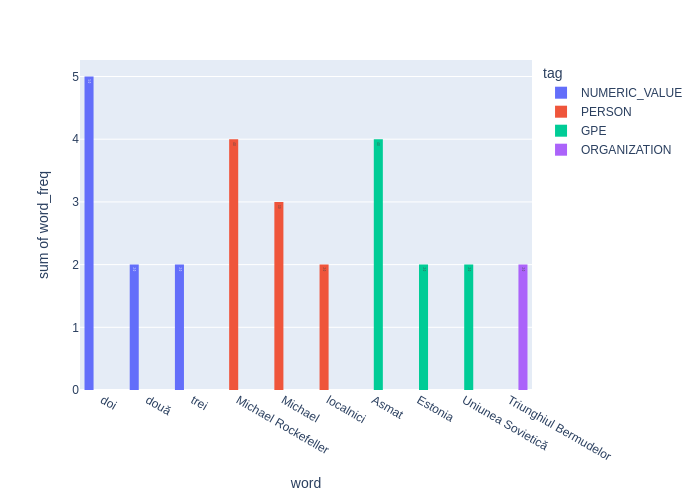 tag
NUMERIC_VALUE
PERSON
GPE
ORGANIZATION
sum of word_freq
5
4
3
2
1
0
doi
două
trei
Michael Rockefeller
Michael
localnici
Asmat
Estonia
Uniunea Sovietică
Triunghiul Bermudelor
word